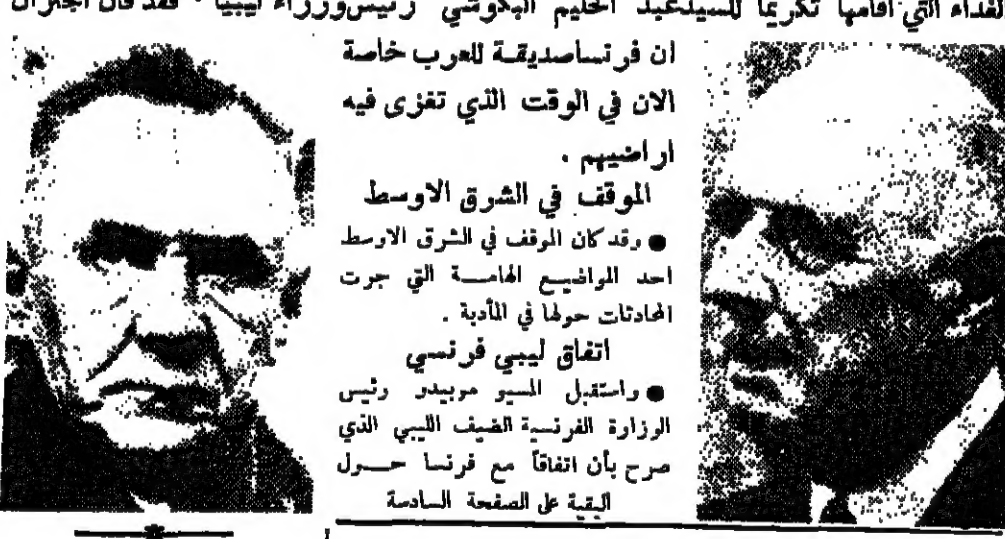 لغداء التي اقامها تكريما للسيد عبد الحليم البكوشي رئيس وزراء ليبيا . فقد قال الجنرال
ان فرنسا صديقة للعرب خاصة
الان في الوقت الذي تغزى فيه
اراضيهم .
الموقف في الشرق الاوسط
● وقد كان الموقف في الشرق الاوسط
احد المواضيع الهامة التي جرت
المحادثات حولها في المأدبة .
اتفاق ليبي فرنسي
● واستقبل المسيو موبيدو رئيس
الوزارة الفرنسية الضيف الليبي الذي
صرح بأن اتفاقاً مع فرنسا حول
البقية على الصفحة السادسة